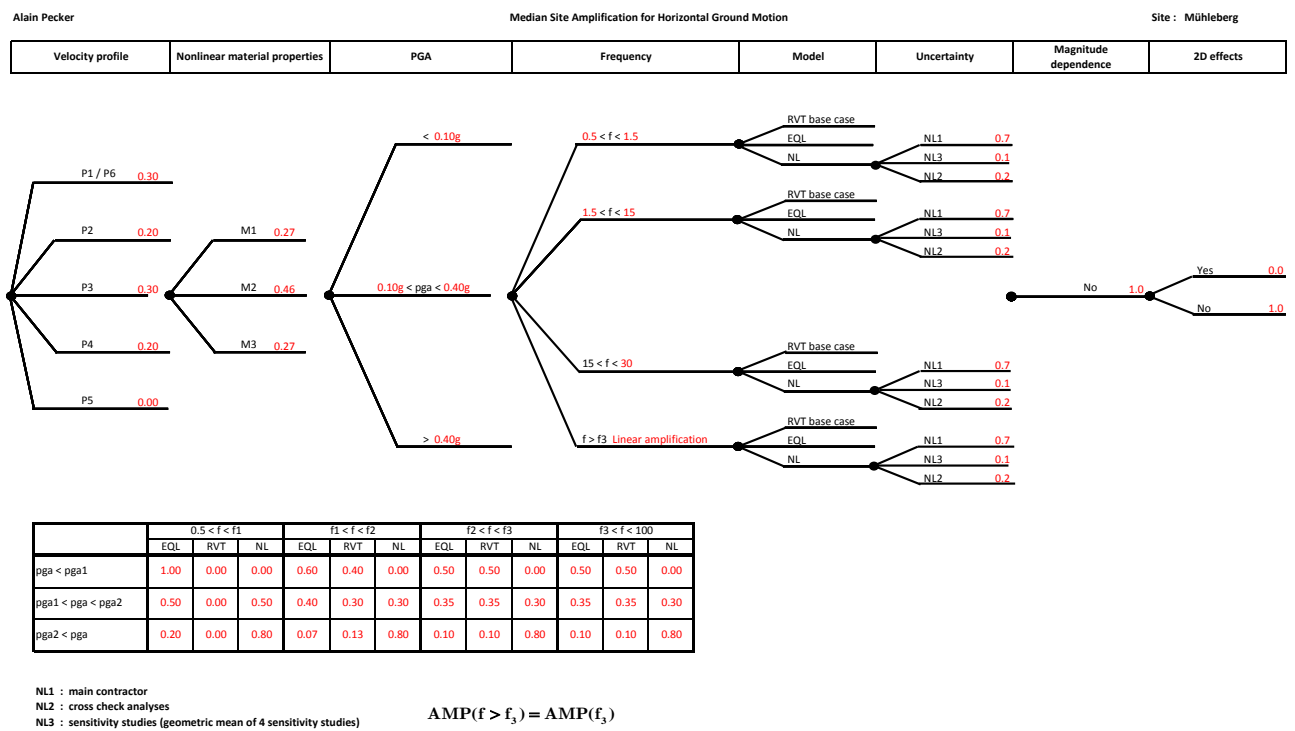 Alain Pecker
Median Site Amplification for Horizontal Ground Motion
Site : Mühleberg
Velocity profile
Nonlinear material properties
PGA
Frequency
Model
Uncertainty
Magnitude
dependence
2D effects
P1 / P6 0.30
P2 0.20
P3 0.30
P4 0.20
P5 0.00
M1 0.27
M2 0.46
M3 0.27
< 0.10g
0.10g < pga < 0.40g
> 0.40g
0.5 < f < 1.5
RVT base case
EQL
NL
NL1 0.7
NL3 0.1
NL2 0.2
1.5 < f < 15
RVT base case
EQL
NL
NL1 0.7
NL3 0.1
NL2 0.2
15 < f < 30
RVT base case
EQL
NL
NL1 0.7
NL3 0.1
NL2 0.2
f > f3 Linear amplification
RVT base case
EQL
NL
NL1 0.7
NL3 0.1
NL2 0.2
No 1.0
Yes 0.0
No 1.0
0.5 < f < f1 f1 < f < f2 f2 < f < f3 f3 < f < 100
EQL RVT NL EQL RVT NL EQL RVT NL EQL RVT NL
pga < pga1 1.00 0.00 0.00 0.60 0.40 0.00 0.50 0.50 0.00 0.50 0.50 0.00
pga1 < pga < pga2 0.50 0.00 0.50 0.40 0.30 0.30 0.35 0.35 0.30 0.35 0.35 0.30
pga2 < pga 0.20 0.00 0.80 0.07 0.13 0.80 0.10 0.10 0.80 0.10 0.10 0.80
NL1 : main contractor
NL2 : cross check analyses
NL3 : sensitivity studies (geometric mean of 4 sensitivity studies)
AMP(f > f₃) = AMP(f₃)